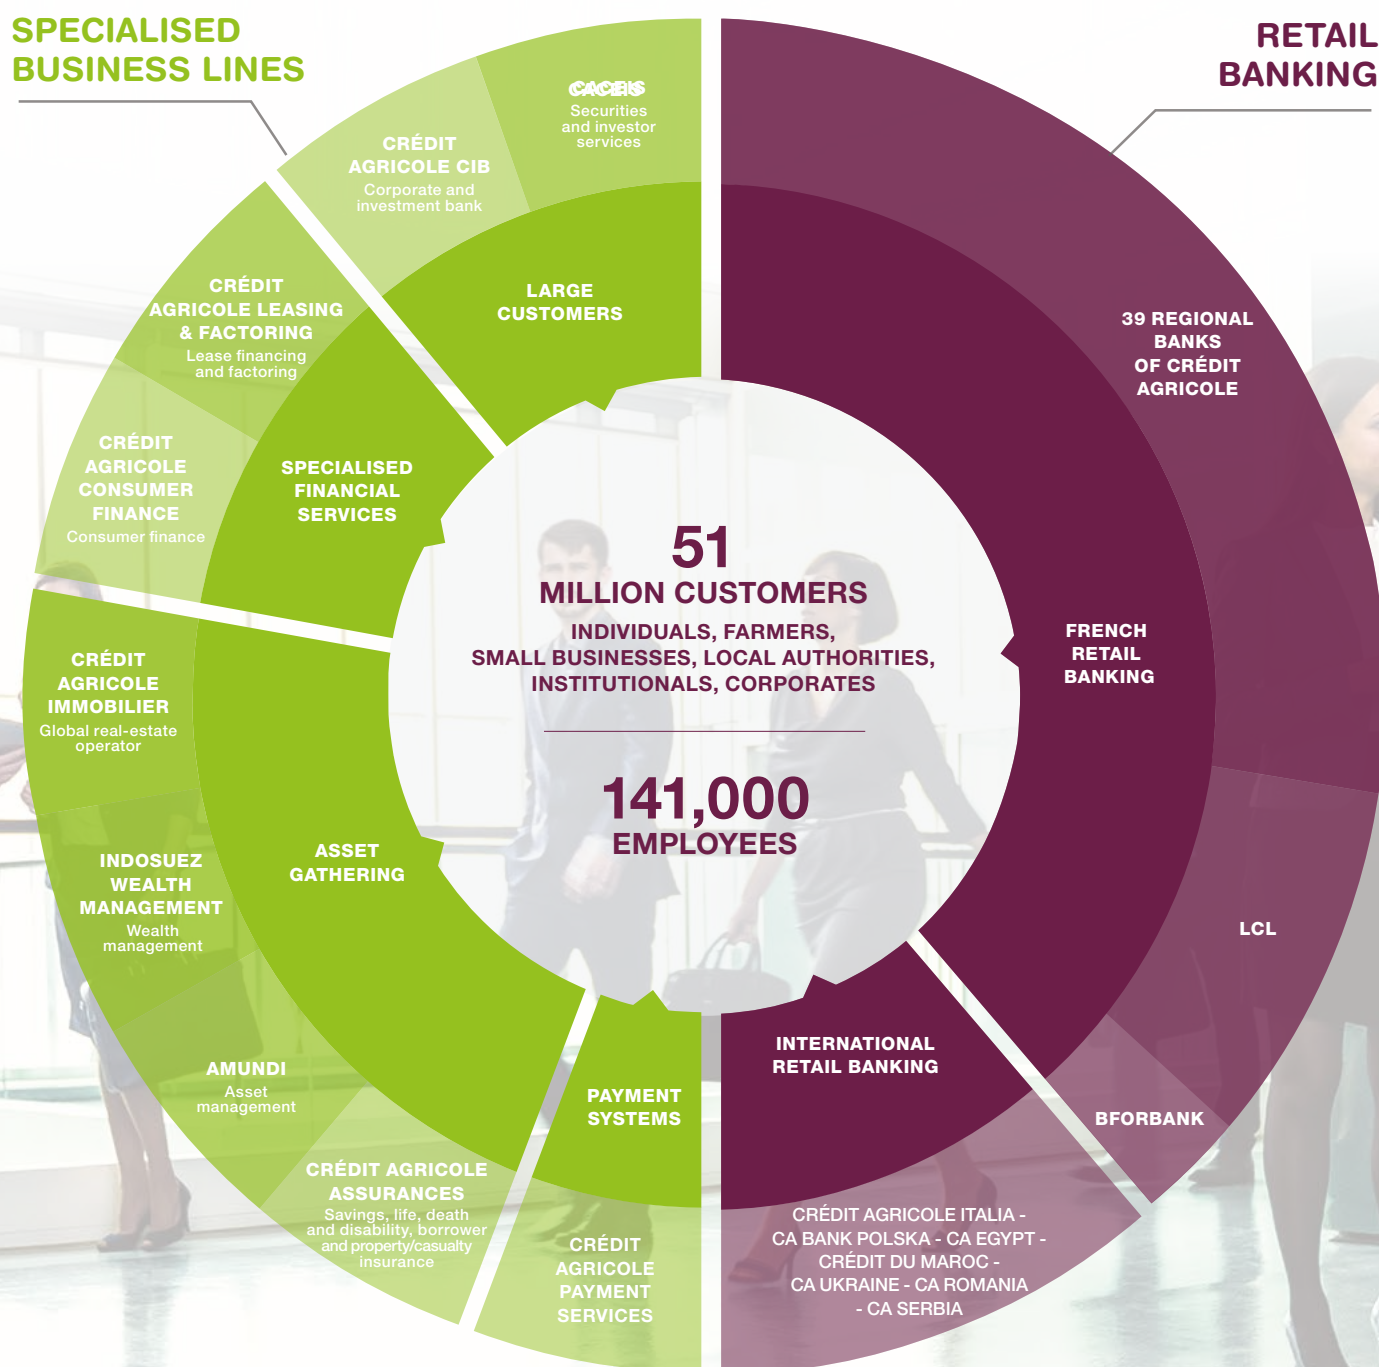 SPECIALISED
BUSINESS LINES
RETAIL
BANKING
CACEIS
Securities
and investor
services
CRÉDIT
AGRICOLE CIB
Corporate and
investment bank
LARGE
CUSTOMERS
CRÉDIT
AGRICOLE LEASING
& FACTORING
Lease financing
and factoring
CRÉDIT
AGRICOLE
CONSUMER
FINANCE
Consumer finance
SPECIALISED
FINANCIAL
SERVICES
39 REGIONAL
BANKS
OF CRÉDIT
AGRICOLE
51
MILLION CUSTOMERS
INDIVIDUALS, FARMERS,
SMALL BUSINESSES, LOCAL AUTHORITIES,
INSTITUTIONALS, CORPORATES
141,000
EMPLOYEES
FRENCH
RETAIL
BANKING
CRÉDIT
AGRICOLE
IMMOBILIER
Global real-estate
operator
INDOSUEZ
WEALTH
MANAGEMENT
Wealth
management
ASSET
GATHERING
LCL
AMUNDI
Asset
management
CRÉDIT AGRICOLE
ASSURANCES
Savings, life, death
and disability, borrower
and property/casualty
insurance
PAYMENT
SYSTEMS
CRÉDIT
AGRICOLE
PAYMENT
SERVICES
INTERNATIONAL
RETAIL BANKING
BFORBANK
CRÉDIT AGRICOLE ITALIA -
CA BANK POLSKA - CA EGYPT -
CRÉDIT DU MAROC -
CA UKRAINE - CA ROMANIA
- CA SERBIA